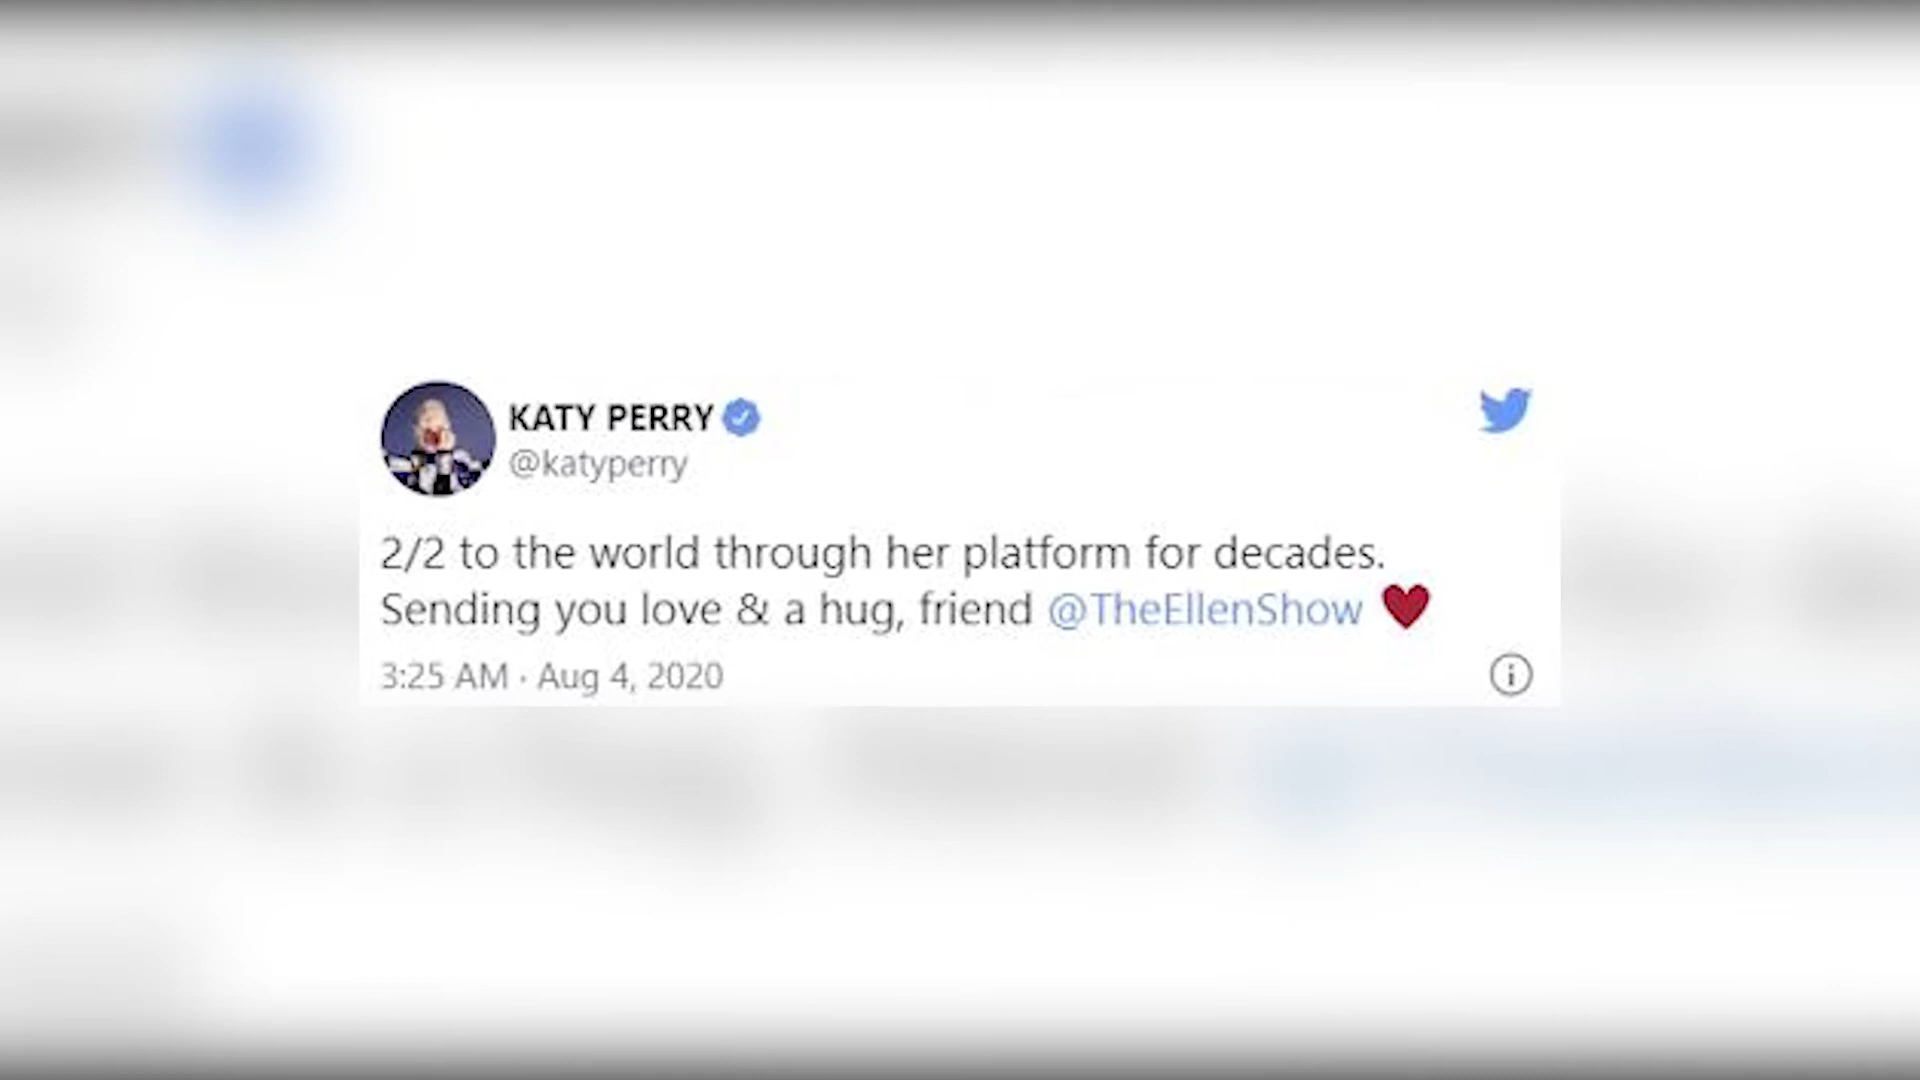 KATY PERRY
@katyperry
2/2 to the world through her platform for decades.
Sending you love & a hug, friend @TheEllenShow ❤
3:25 AM · Aug 4, 2020